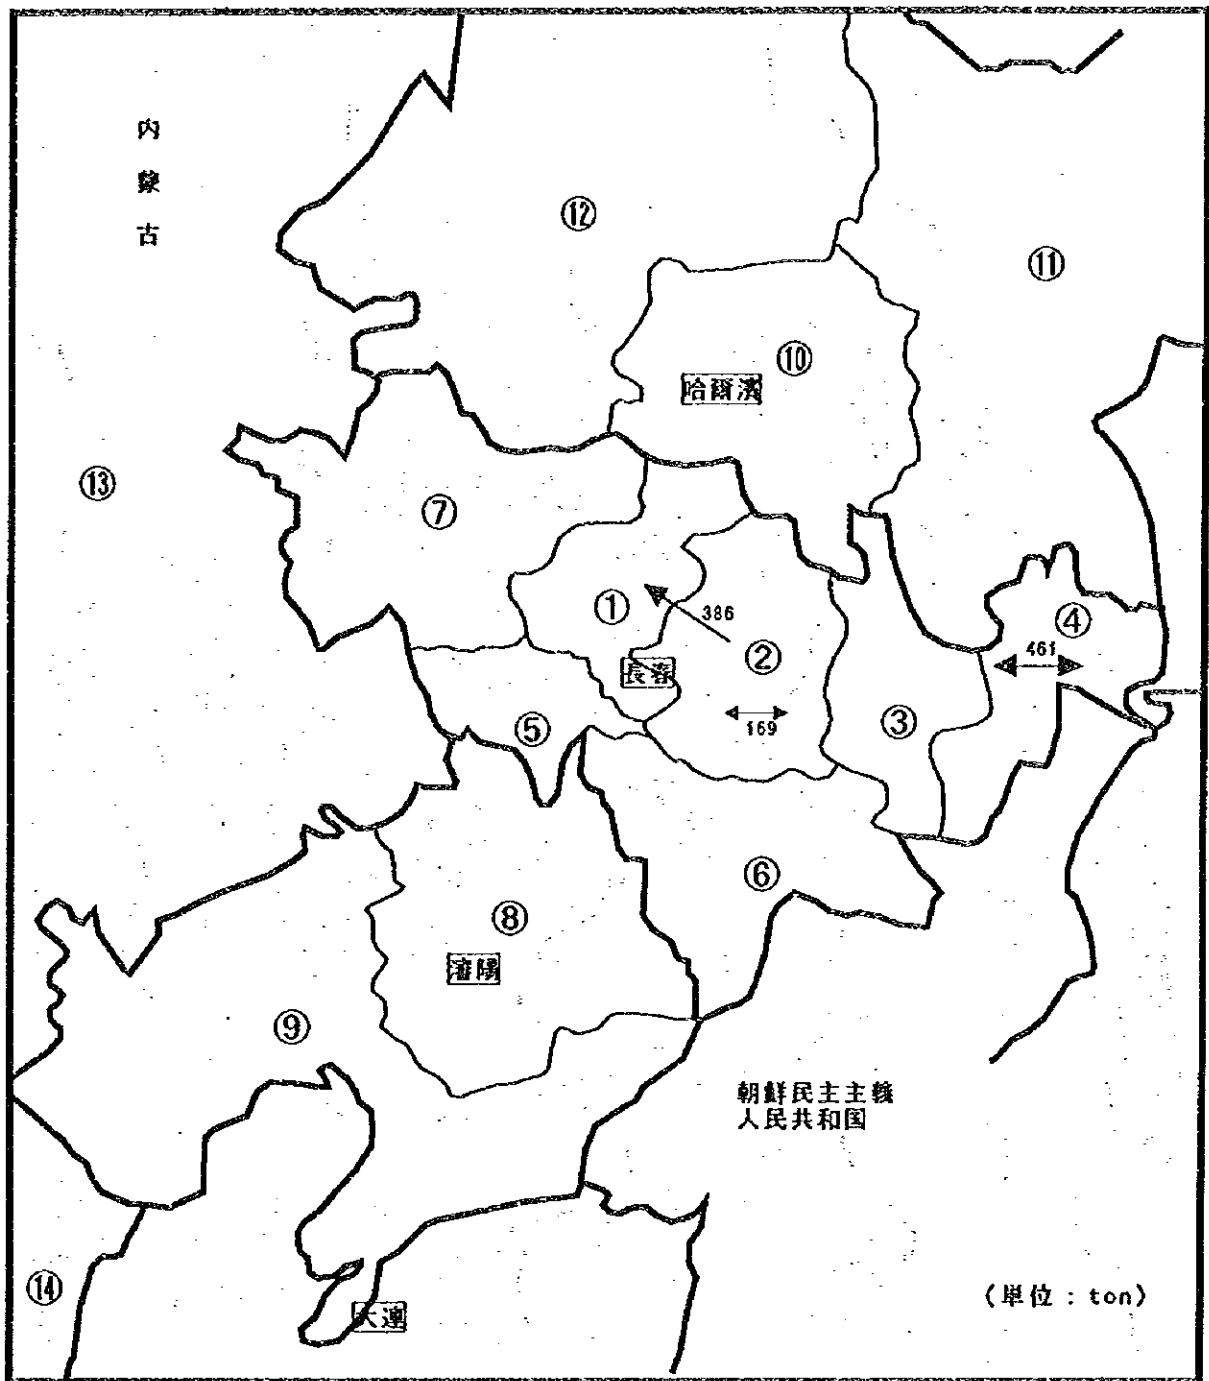 内
蒙
古
⑫
⑪
⑩
哈爾濱
⑬
⑦
①
386
②
④
461
長春
③
169
⑤
⑥
⑧
瀋陽
⑨
朝鮮民主主義
人民共和国
⑭
大連
(単位：ton)